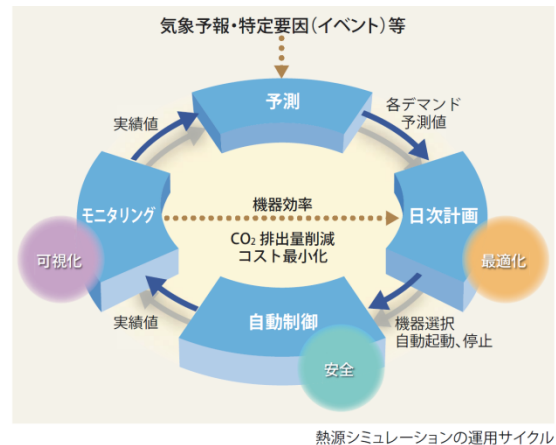 気象予報・特定要因(イベント)等
予測
実績値
各デマンド
予測値
モニタリング
機器効率
日次計画
CO₂ 排出量削減
コスト最小化
可視化
最適化
実績値
自動制御
機器選択
自動起動、停止
安全
熱源シミュレーションの運用サイクル